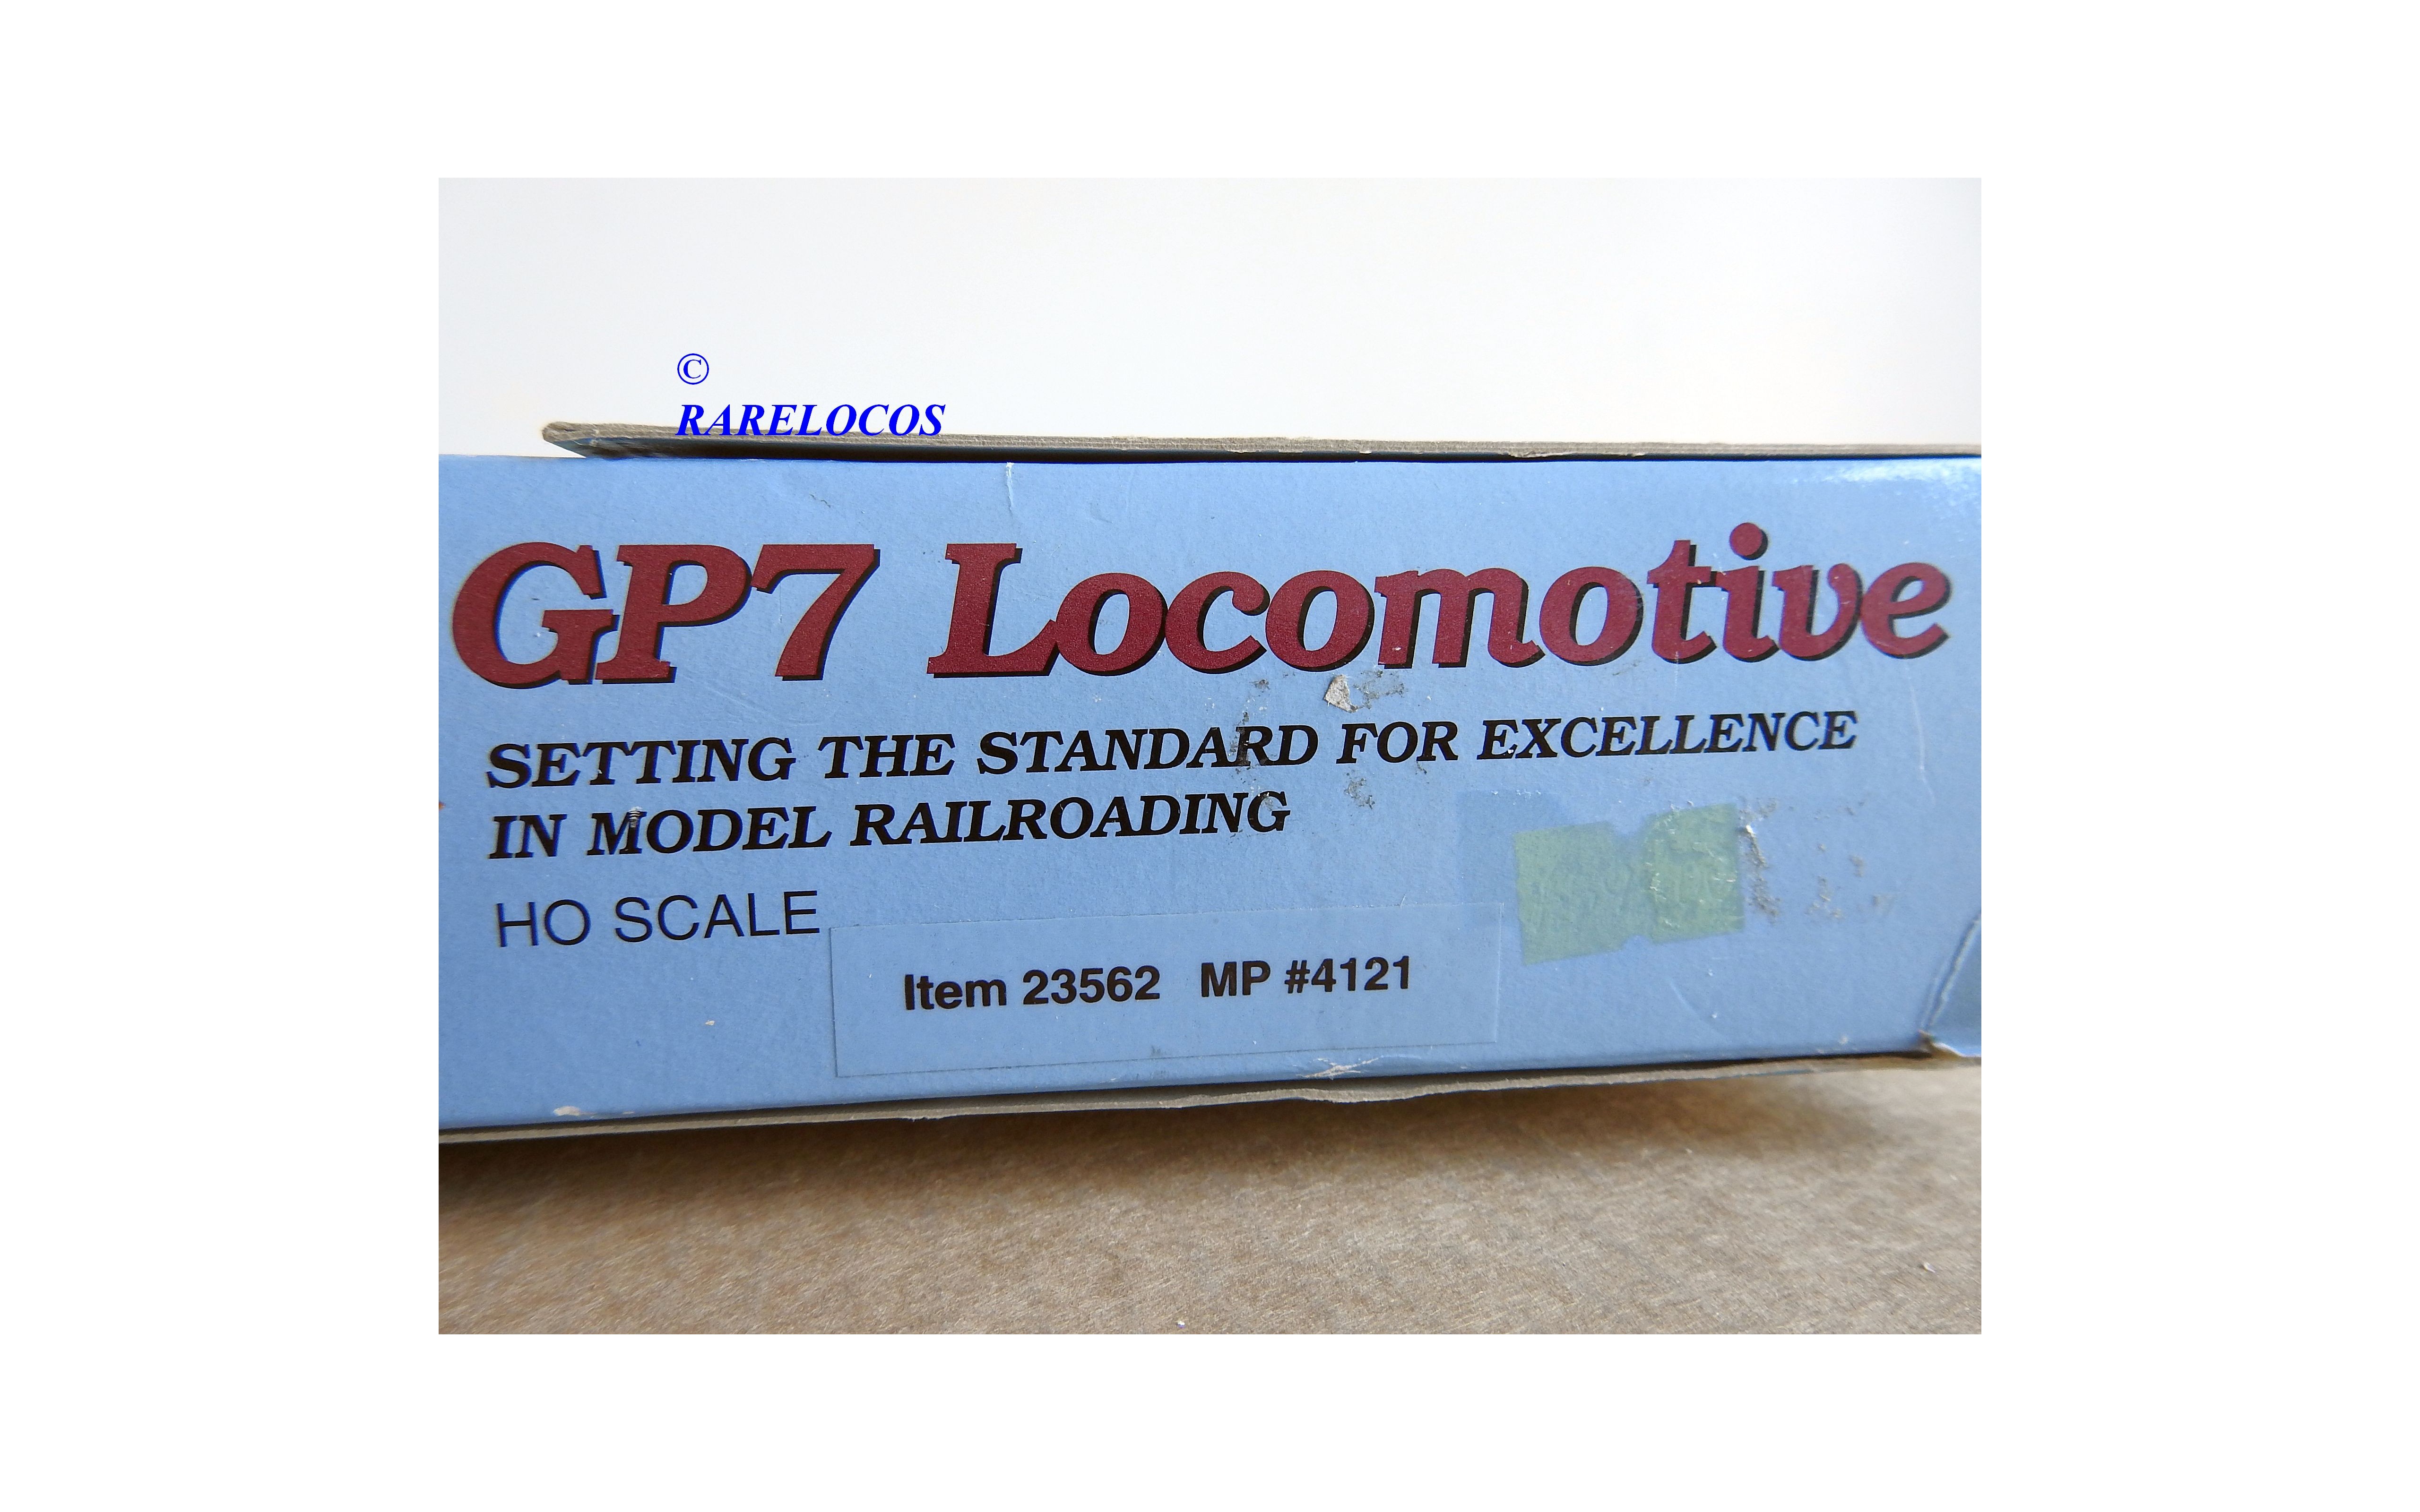 ©
RARELOCOS
GP7 Locomotive
SETTING THE STANDARD FOR EXCELLENCE
IN MODEL RAILROADING
HO SCALE
Item 23562 MP #4121